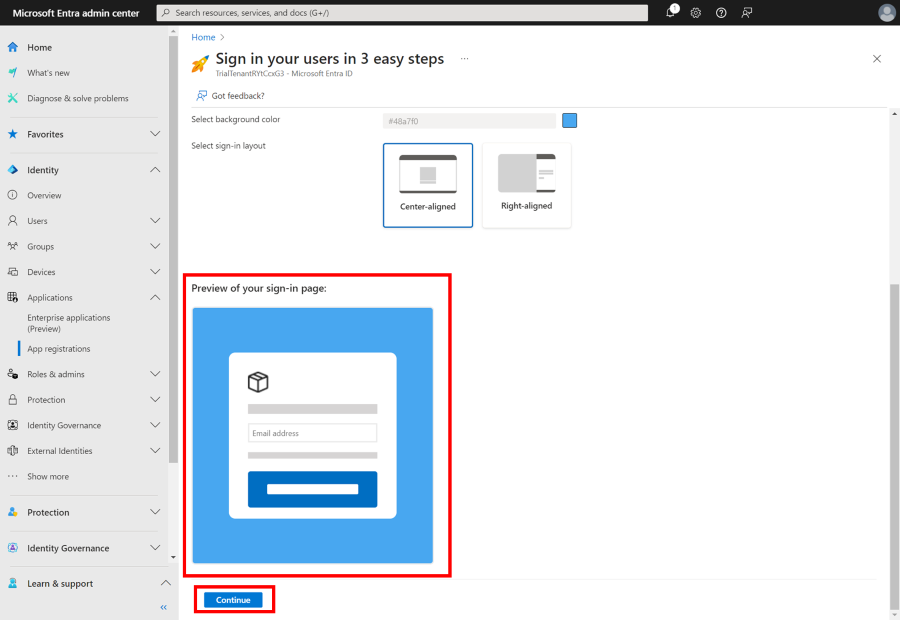 Microsoft Entra admin center
Search resources, services, and docs (G+/)
1
Home
What's new
Diagnose & solve problems
Favorites
Identity
Overview
Users
Groups
Devices
Applications
Enterprise applications
(Preview)
App registrations
Roles & admins
Protection
Identity Governance
External Identities
Show more
Protection
Identity Governance
Learn & support
Home
Sign in your users in 3 easy steps
TrialTenantRYtCcxG3 - Microsoft Entra ID
Got feedback?
Select background color
#48a7f0
Select sign-in layout
Center-aligned
Right-aligned
Preview of your sign-in page:
Email address
Continue